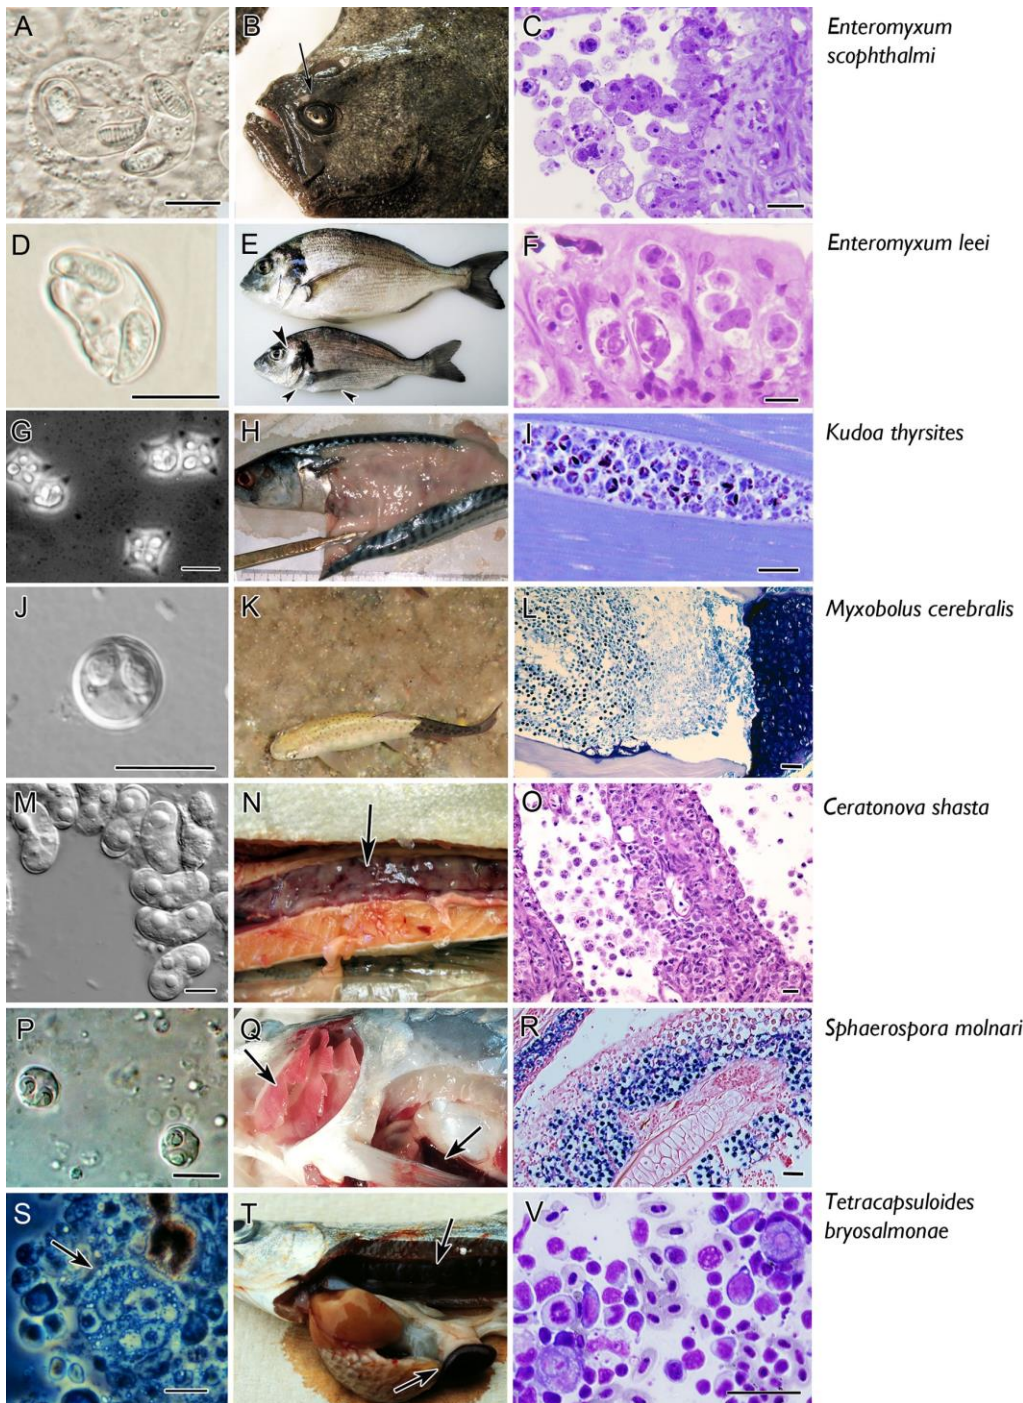 A
B
C
Enteromyxum
scophthalmi
D
E
F
Enteromyxum leei
G
H
I
Kudoa thyrsites
J
K
L
Myxobolus cerebralis
M
N
O
Ceratonova shasta
P
Q
R
Sphaerospora molnari
S
T
V
Tetracapsuloides
bryosalmonae